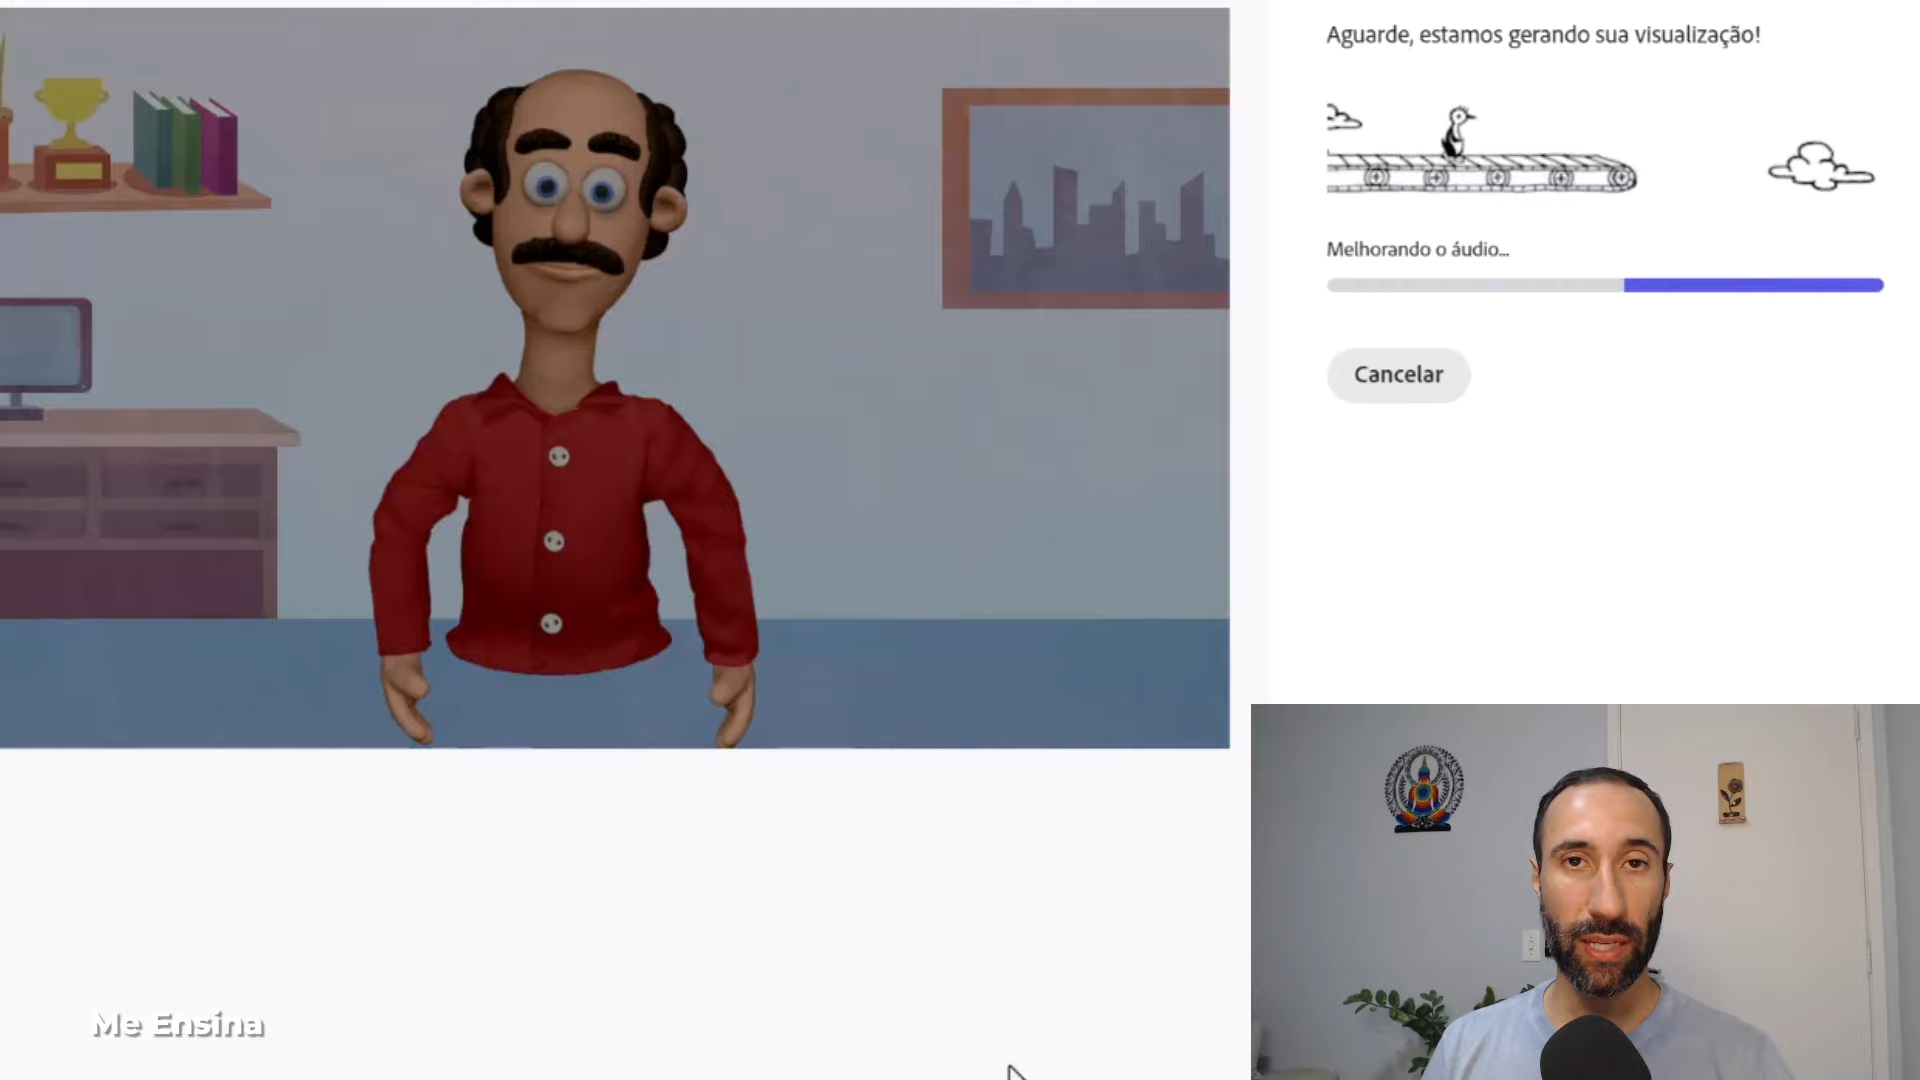 Aguarde, estamos gerando sua visualização!
Melhorando o áudio...
Cancelar
Me Ensina